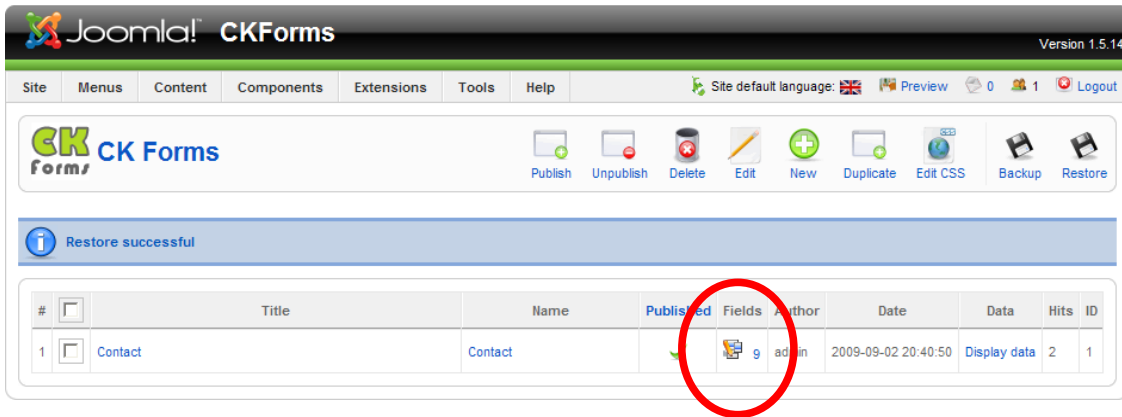 Joomla! CKForms
Version 1.5.14
Site Menus Content Components Extensions Tools Help Site default language: Preview 0 1 Logout
CK Forms CK Forms
Publish Unpublish Delete Edit New Duplicate CSS Edit CSS Backup Restore
Restore successful
# Title Name Published Fields Author Date Data Hits ID
1 Contact Contact 9 admin 2009-09-02 20:40:50 Display data 2 1